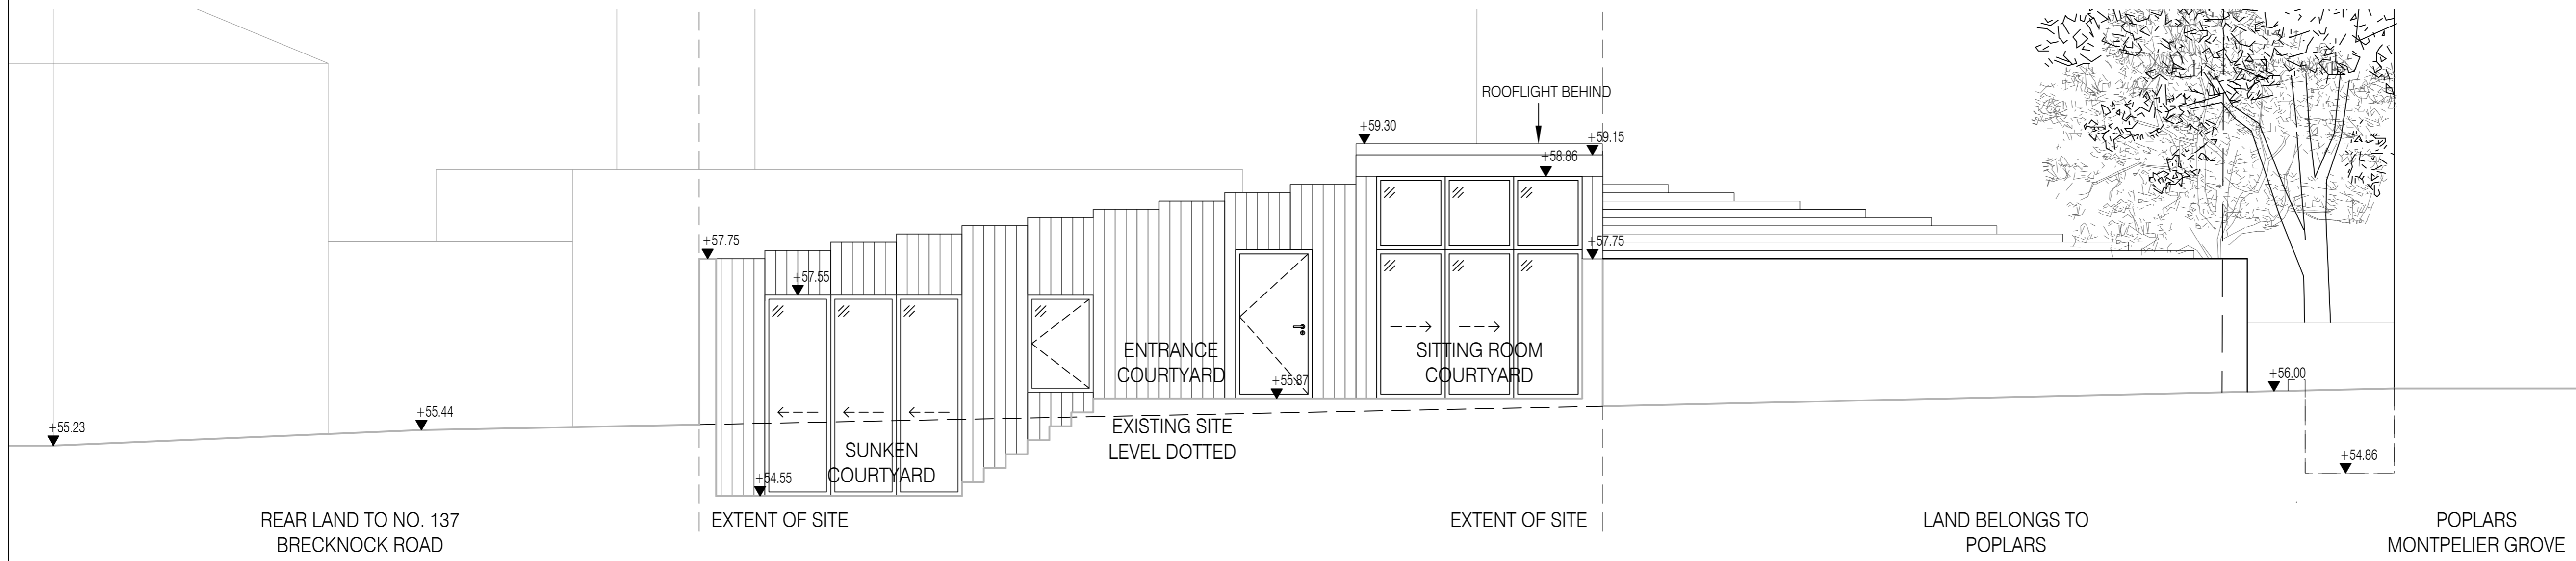 ROOFLIGHT BEHIND
+59.30
+59.15
+58.86
+57.75
+57.75
+57.55
ENTRANCE
COURTYARD
SITTING ROOM
COURTYARD
+55.87
+56.00
+55.44
+55.23
EXISTING SITE
LEVEL DOTTED
SUNKEN
COURTYARD
+54.55
+54.86
REAR LAND TO NO. 137
BRECKNOCK ROAD
EXTENT OF SITE
EXTENT OF SITE
LAND BELONGS TO
POPLARS
POPLARS
MONTPELIER GROVE